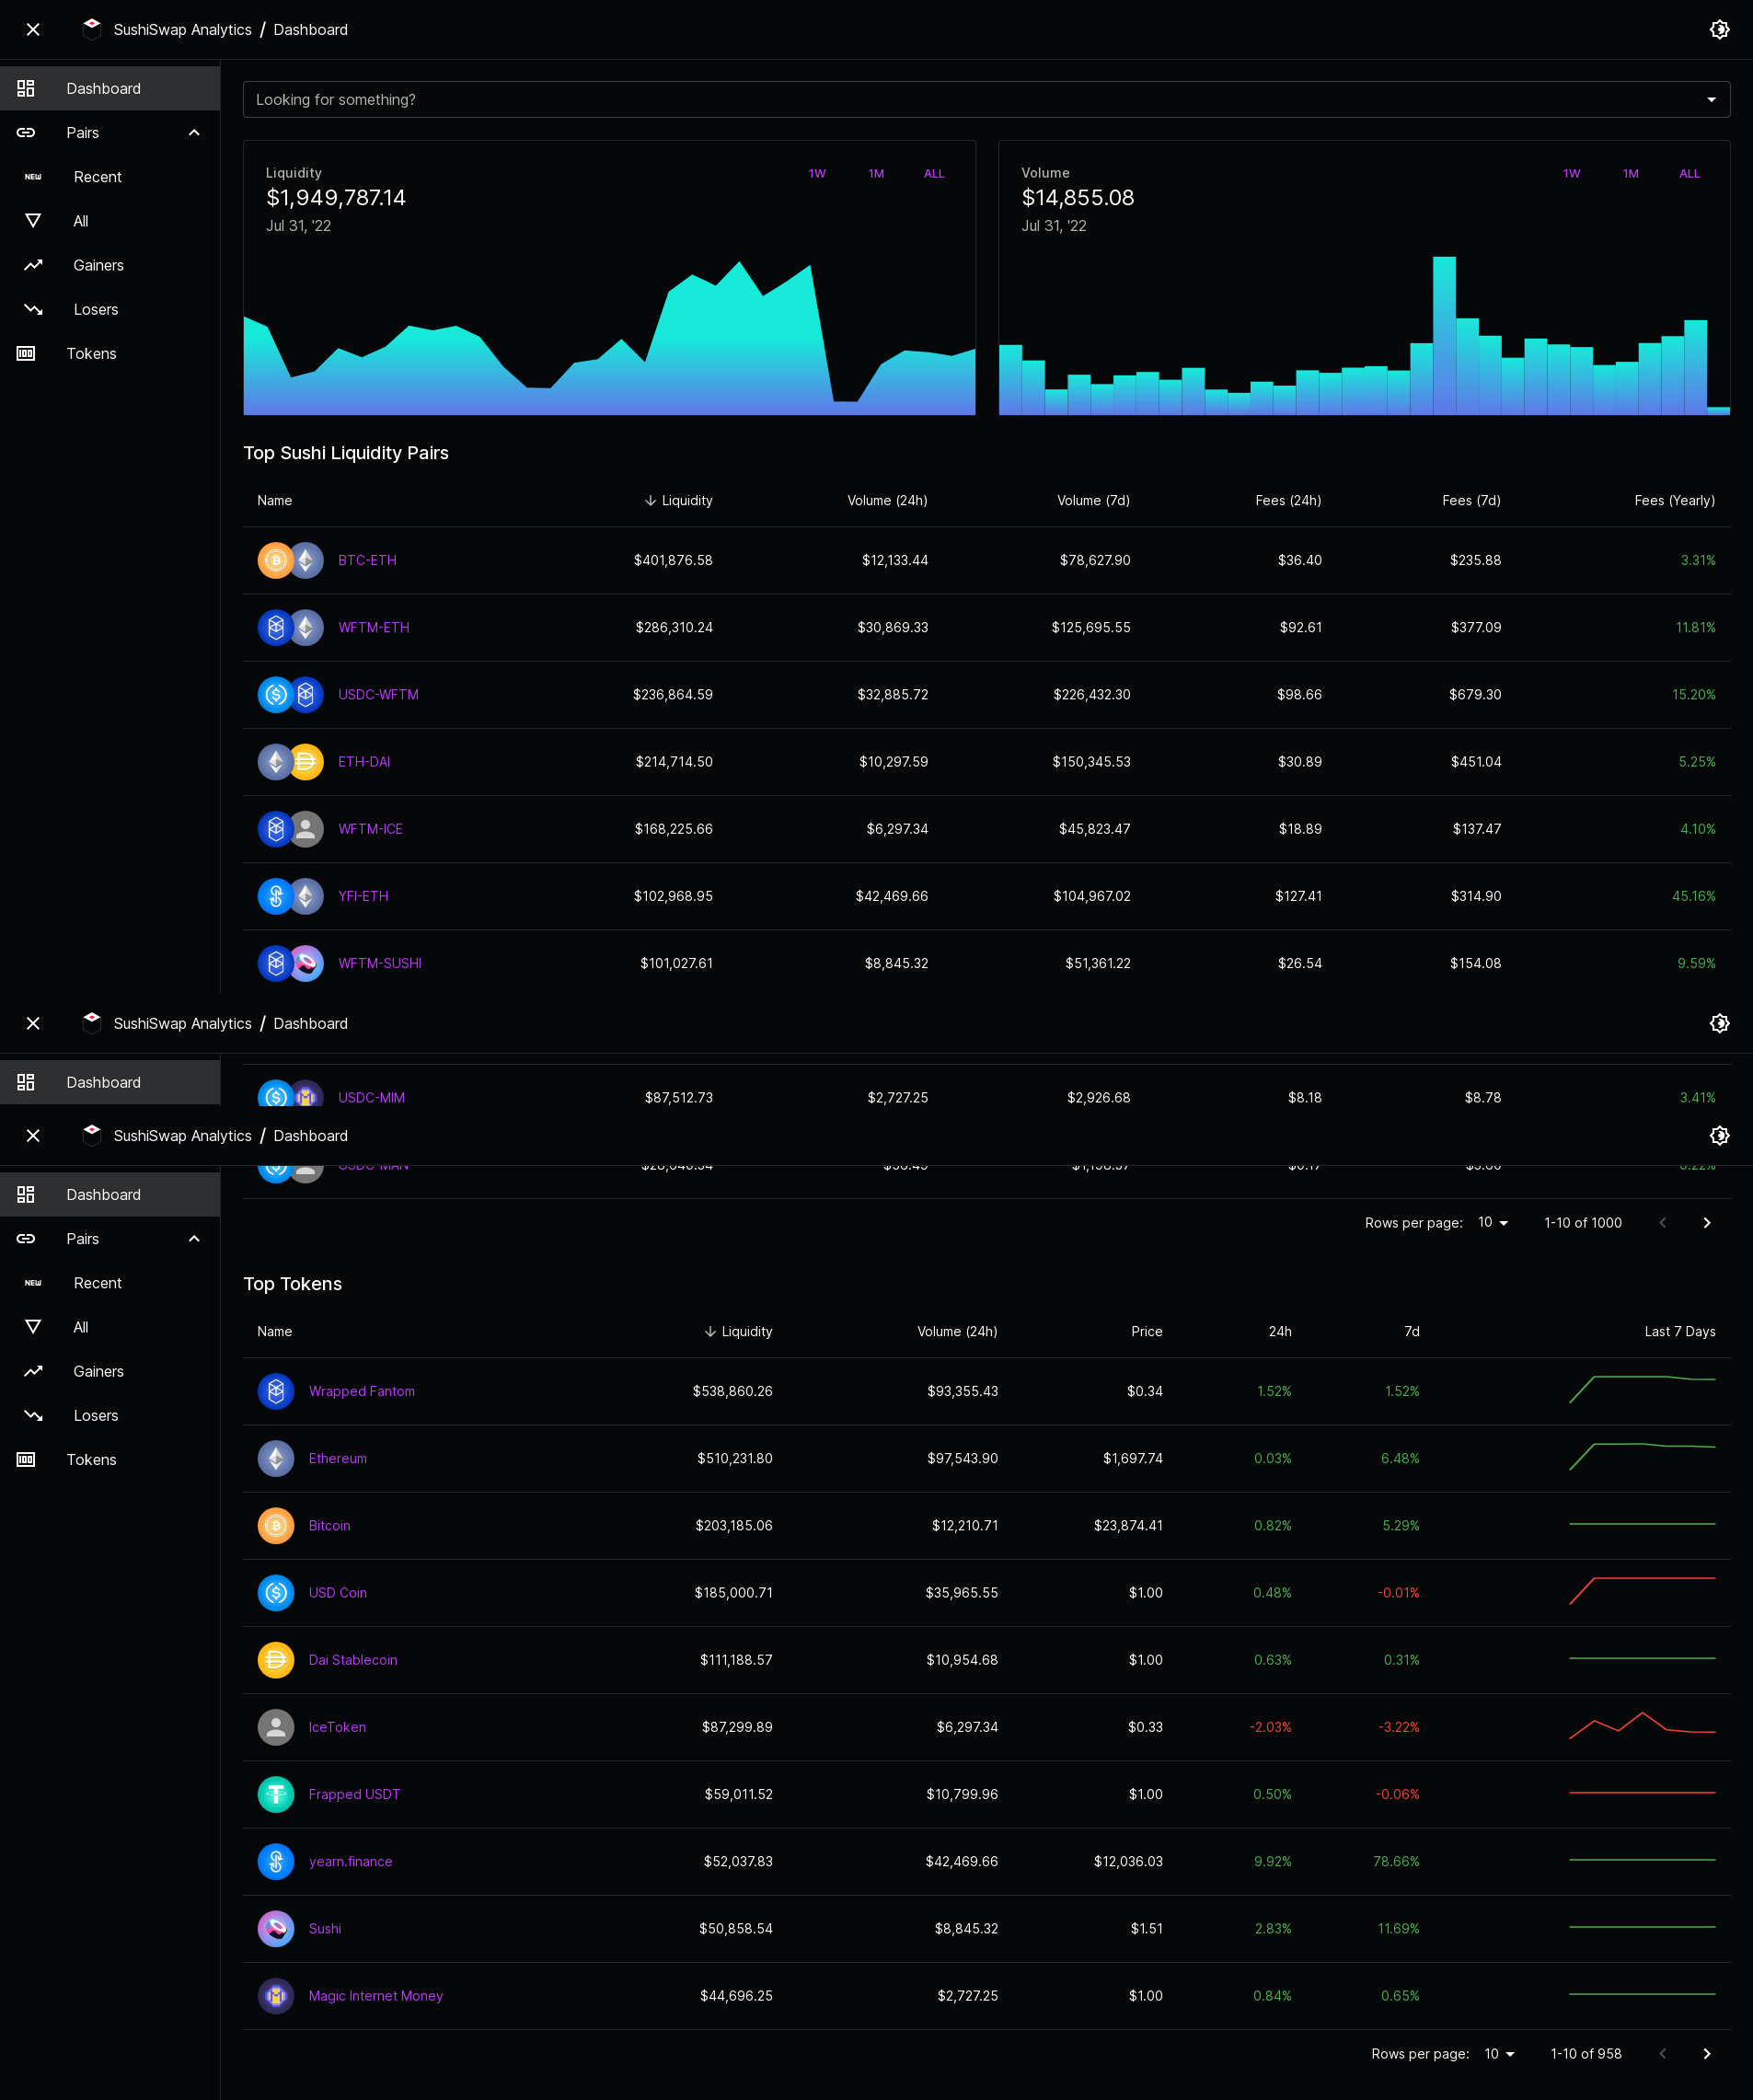 SushiSwap Analytics / Dashboard
Dashboard
Pairs
NEW Recent
All
Gainers
Losers
Tokens
Looking for something?
Liquidity 1W 1M ALL
$1,949,787.14
Jul 31, '22
Volume 1W 1M ALL
$14,855.08
Jul 31, '22
Top Sushi Liquidity Pairs
Name Liquidity Volume (24h) Volume (7d) Fees (24h) Fees (7d) Fees (Yearly)
BTC-ETH $401,876.58 $12,133.44 $78,627.90 $36.40 $235.88 3.31%
WFTM-ETH $286,310.24 $30,869.33 $125,695.55 $92.61 $377.09 11.81%
USDC-WFTM $236,864.59 $32,885.72 $226,432.30 $98.66 $679.30 15.20%
ETH-DAI $214,714.50 $10,297.59 $150,345.53 $30.89 $451.04 5.25%
WFTM-ICE $168,225.66 $6,297.34 $45,823.47 $18.89 $137.47 4.10%
YFI-ETH $102,968.95 $42,469.66 $104,967.02 $127.41 $314.90 45.16%
WFTM-SUSHI $101,027.61 $8,845.32 $51,361.22 $26.54 $154.08 9.59%
SushiSwap Analytics / Dashboard
Dashboard
USDC-MIM $87,512.73 $2,727.25 $2,926.68 $8.18 $8.78 3.41%
SushiSwap Analytics / Dashboard
Dashboard
Pairs
NEW Recent
All
Gainers
Losers
Tokens
Rows per page: 10 1-10 of 1000
Top Tokens
Name Liquidity Volume (24h) Price 24h 7d Last 7 Days
Wrapped Fantom $538,860.26 $93,355.43 $0.34 1.52% 1.52%
Ethereum $510,231.80 $97,543.90 $1,697.74 0.03% 6.48%
Bitcoin $203,185.06 $12,210.71 $23,874.41 0.82% 5.29%
USD Coin $185,000.71 $35,965.55 $1.00 0.48% -0.01%
Dai Stablecoin $111,188.57 $10,954.68 $1.00 0.63% 0.31%
IceToken $87,299.89 $6,297.34 $0.33 -2.03% -3.22%
Frapped USDT $59,011.52 $10,799.96 $1.00 0.50% -0.06%
yearn.finance $52,037.83 $42,469.66 $12,036.03 9.92% 78.66%
Sushi $50,858.54 $8,845.32 $1.51 2.83% 11.69%
Magic Internet Money $44,696.25 $2,727.25 $1.00 0.84% 0.65%
Rows per page: 10 1-10 of 958